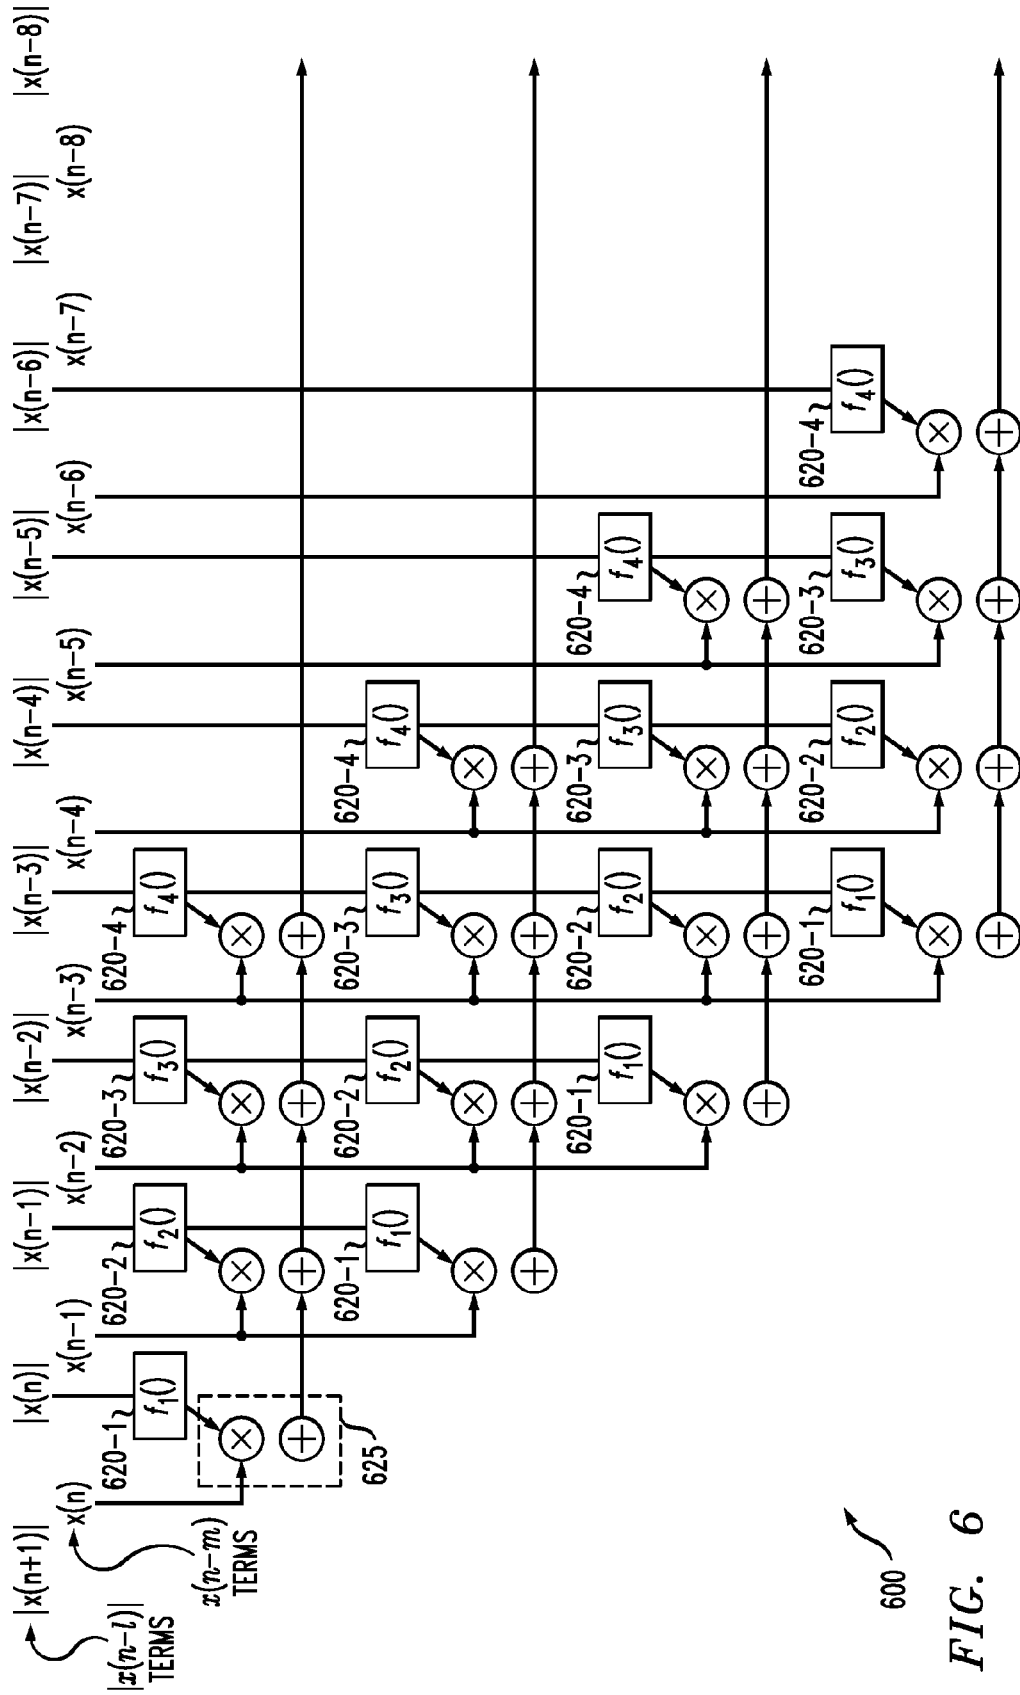 |x(n+1)| |x(n)| |x(n-1)| |x(n-2)| |x(n-3)| |x(n-4)| |x(n-5)| |x(n-6)| |x(n-7)| |x(n-8)|
x(n) x(n-1) x(n-2) x(n-3) x(n-4) x(n-5) x(n-6) x(n-7) x(n-8)
|x(n-l)|
TERMS
x(n-m)
TERMS
620-1 620-2 620-3 620-4
f1() f2() f3() f4()
625
620-1 620-2 620-3 620-4
f1() f2() f3() f4()
620-1 620-2 620-3 620-4
f1() f2() f3() f4()
620-1 620-2 620-3 620-4
f1() f2() f3() f4()
600
FIG. 6